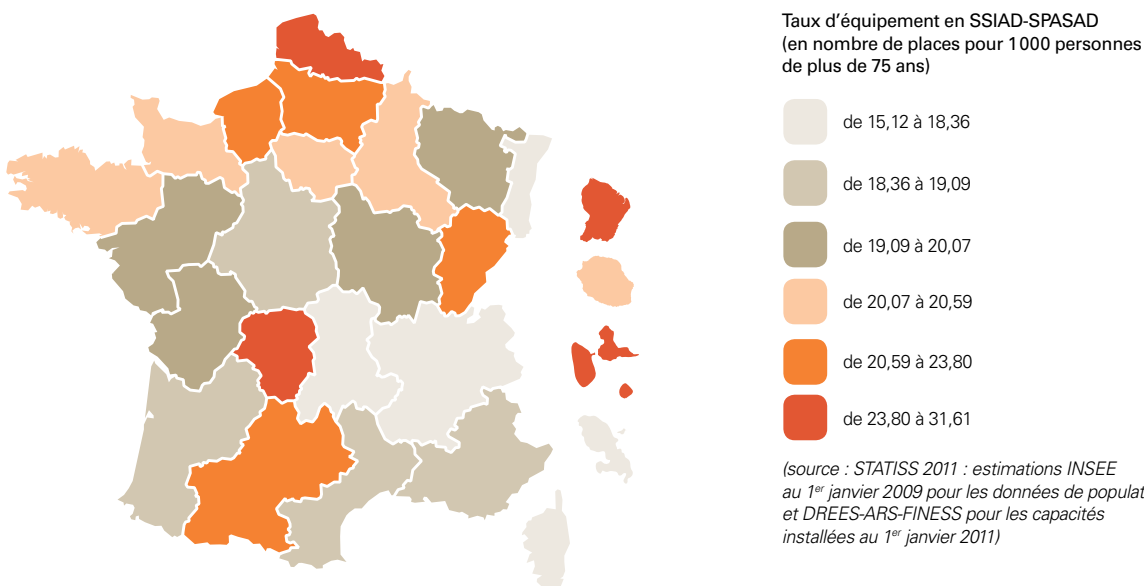 Taux d’équipement en SSIAD-SPASAD
(en nombre de places pour 1 000 personnes
de plus de 75 ans)
de 15,12 à 18,36
de 18,36 à 19,09
de 19,09 à 20,07
de 20,07 à 20,59
de 20,59 à 23,80
de 23,80 à 31,61
(source : STATISS 2011 : estimations INSEE
au 1er janvier 2009 pour les données de populat
et DREES-ARS-FINESS pour les capacités
installées au 1er janvier 2011)